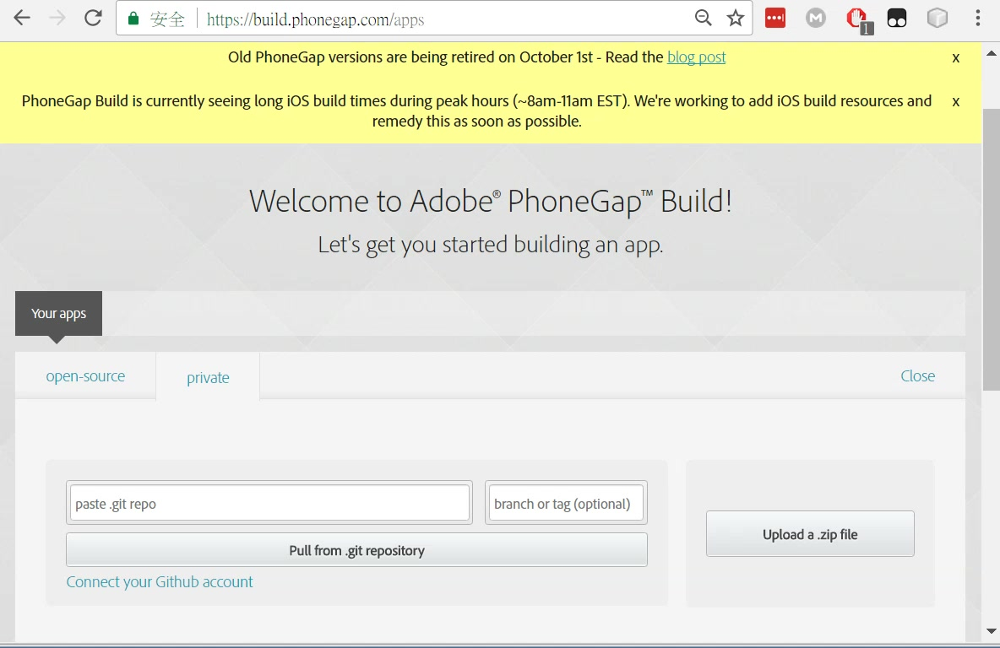 安全 https://build.phonegap.com/apps
1
Old PhoneGap versions are being retired on October 1st - Read the blog post x
PhoneGap Build is currently seeing long iOS build times during peak hours (~8am-11am EST). We're working to add iOS build resources and x
remedy this as soon as possible.
Welcome to Adobe® PhoneGap™ Build!
Let's get you started building an app.
Your apps
open-source private Close
paste .git repo branch or tag (optional)
Upload a .zip file
Pull from .git repository
Connect your Github account